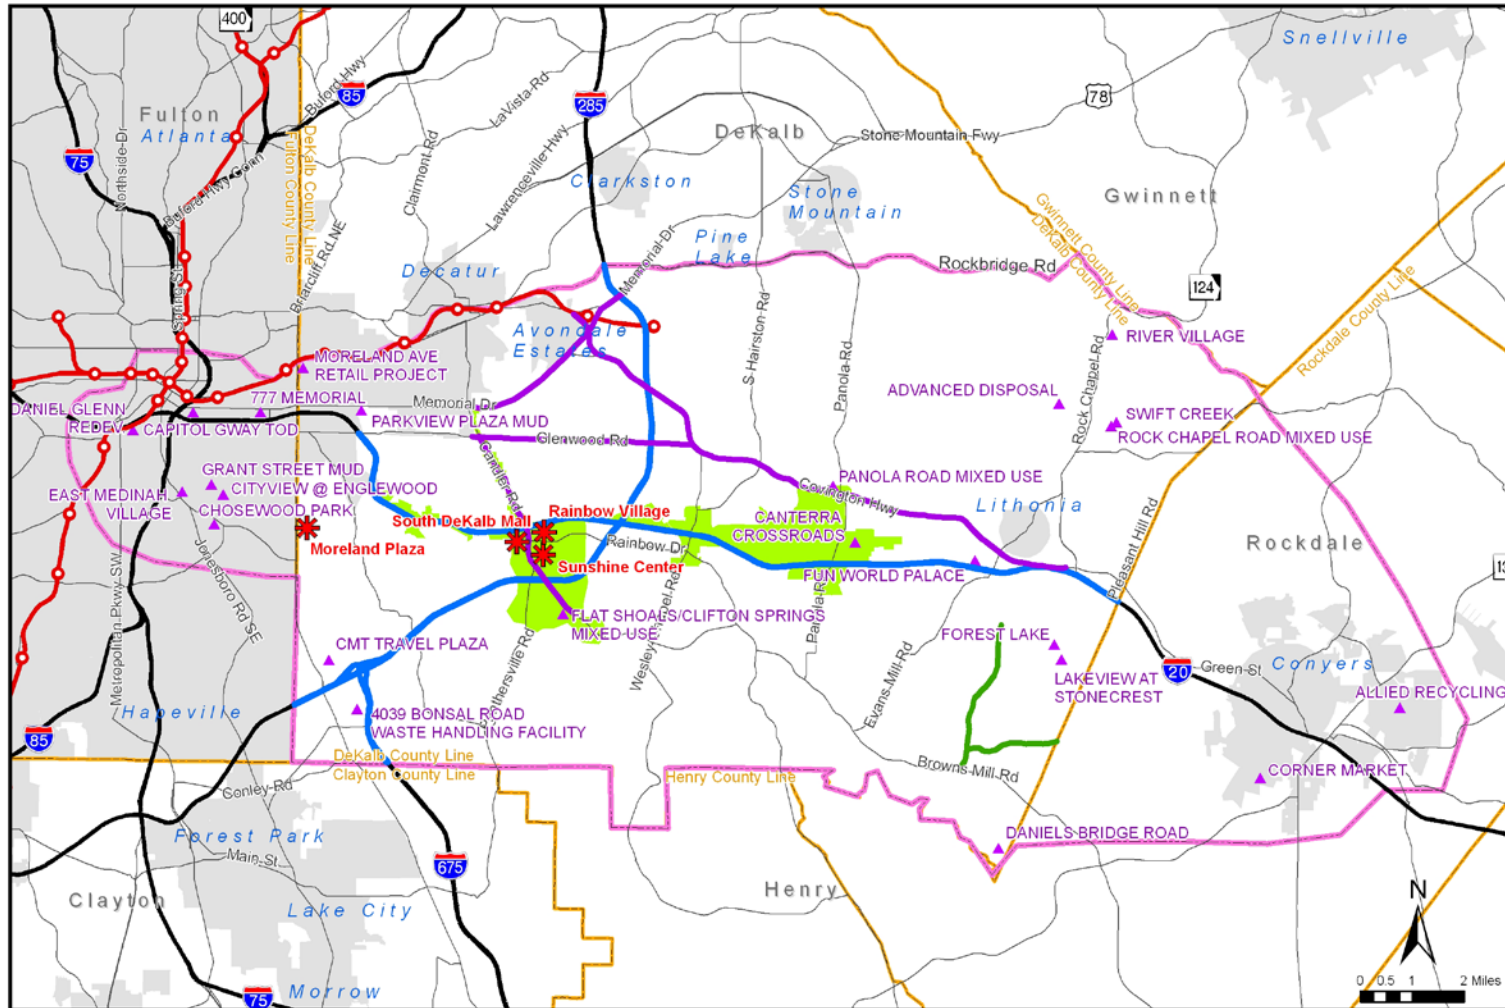 400
Snellville
Fulton
Atlanta
Buford Hwy
85
LaVista Rd
285
78
DeKalb
Stone Mountain Fwy
75
Northside Dr
Buford Hwy Conn
Fulton County Line
DeKalb County Line
Clairmont Rd
Lawrenceville Hwy
Clarkston
Stone
Mountain
Gwinnett
Gwinnett County Line
DeKalb County Line
Spring St
Briarcliff Rd NE
Decatur
Memorial Dr
Pine
Lake
Rockbridge Rd
124
Rockdale County Line
Avondale
Estates
S Hairston Rd
Panola Rd
Rock Chapel Rd
RIVER VILLAGE
MORELAND AVE
RETAIL PROJECT
ADVANCED DISPOSAL
DANIEL GLENN
REDEV
777 MEMORIAL
Memorial Dr
CAPITOL GWAY TOD
PARKVIEW PLAZA MUD
SWIFT CREEK
ROCK CHAPEL ROAD MIXED USE
Glenwood Rd
Candler Rd
GRANT STREET MUD
CITYVIEW @ ENGLEWOOD
EAST MEDINAH
VILLAGE
CHOSEWOOD PARK
PANOLA ROAD MIXED USE
Covington Hwy
Lithonia
South DeKalb Mall
Rainbow Village
CANTERRA
CROSSROADS
Moreland Plaza
Rainbow Dr
Sunshine Center
FUN WORLD PALACE
Pleasant Hill Rd
Rockdale
13
Jonesboro Rd SE
Metropolitan Pkwy SW
FLAT SHOALS/CLIFTON SPRINGS
MIXED USE
CMT TRAVEL PLAZA
Evans Mill Rd
FOREST LAKE
LAKEVIEW AT
STONECREST
20
Green St
Conyers
ALLIED RECYCLING
Hapeville
85
4039 BONSAL ROAD
WASTE HANDLING FACILITY
DeKalb County Line
Clayton County Line
Henry County Line
Browns Mill Rd
CORNER MARKET
Conley Rd
Forest Park
Main St
DANIELS BRIDGE ROAD
675
Clayton
Lake City
Henry
N
75
Morrow
0 0.5 1 2 Miles